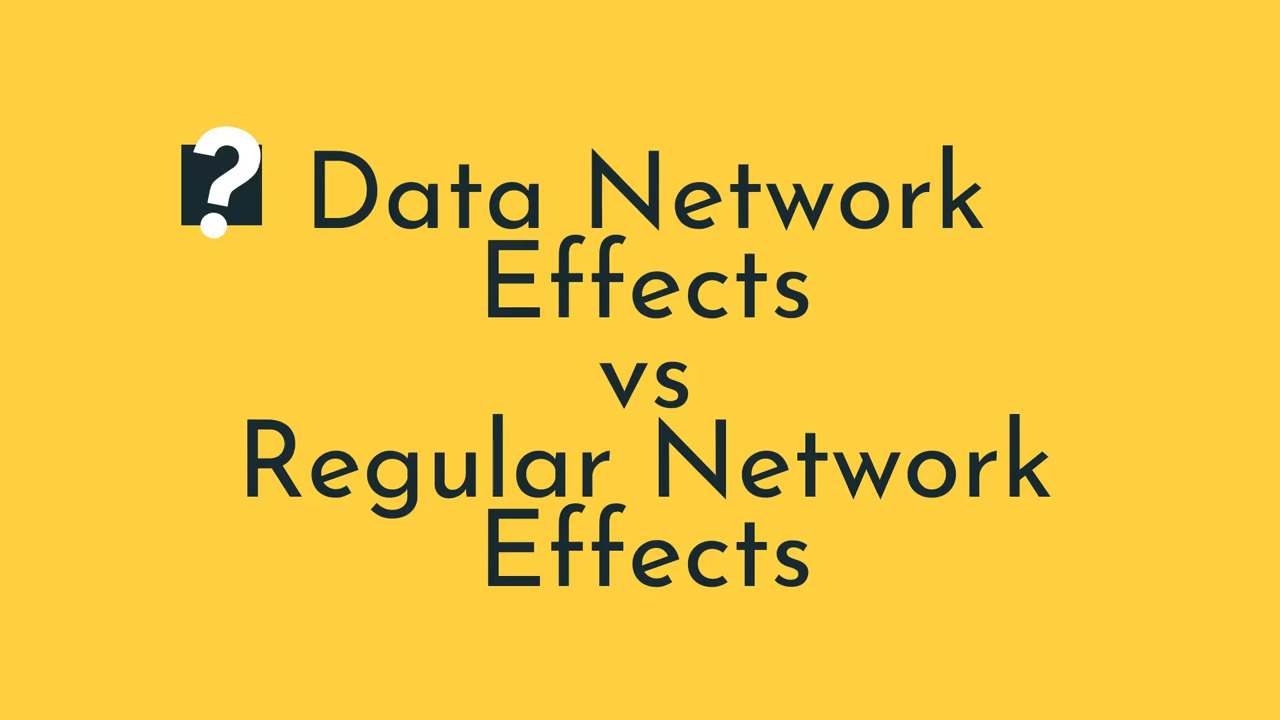 ? Data Network
Effects
vs
Regular Network
Effects